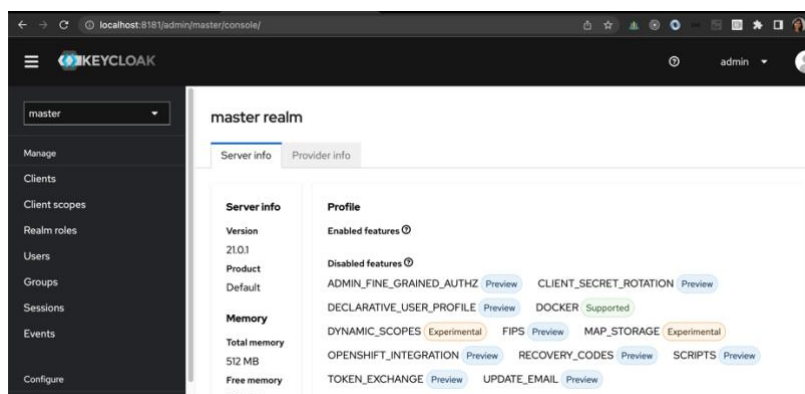 localhost:8181/admin/master/console/
KEYCLOAK
admin
master
Manage
Clients
Client scopes
Realm roles
Users
Groups
Sessions
Events
Configure
master realm
Server info Provider info
Server info
Version
21.0.1
Product
Default
Memory
Total memory
512 MB
Free memory
Profile
Enabled features
Disabled features
ADMIN_FINE_GRAINED_AUTHZ Preview CLIENT_SECRET_ROTATION Preview
DECLARATIVE_USER_PROFILE Preview DOCKER Supported
DYNAMIC_SCOPES Experimental FIPS Preview MAP_STORAGE Experimental
OPENSHIFT_INTEGRATION Preview RECOVERY_CODES Preview SCRIPTS Preview
TOKEN_EXCHANGE Preview UPDATE_EMAIL Preview